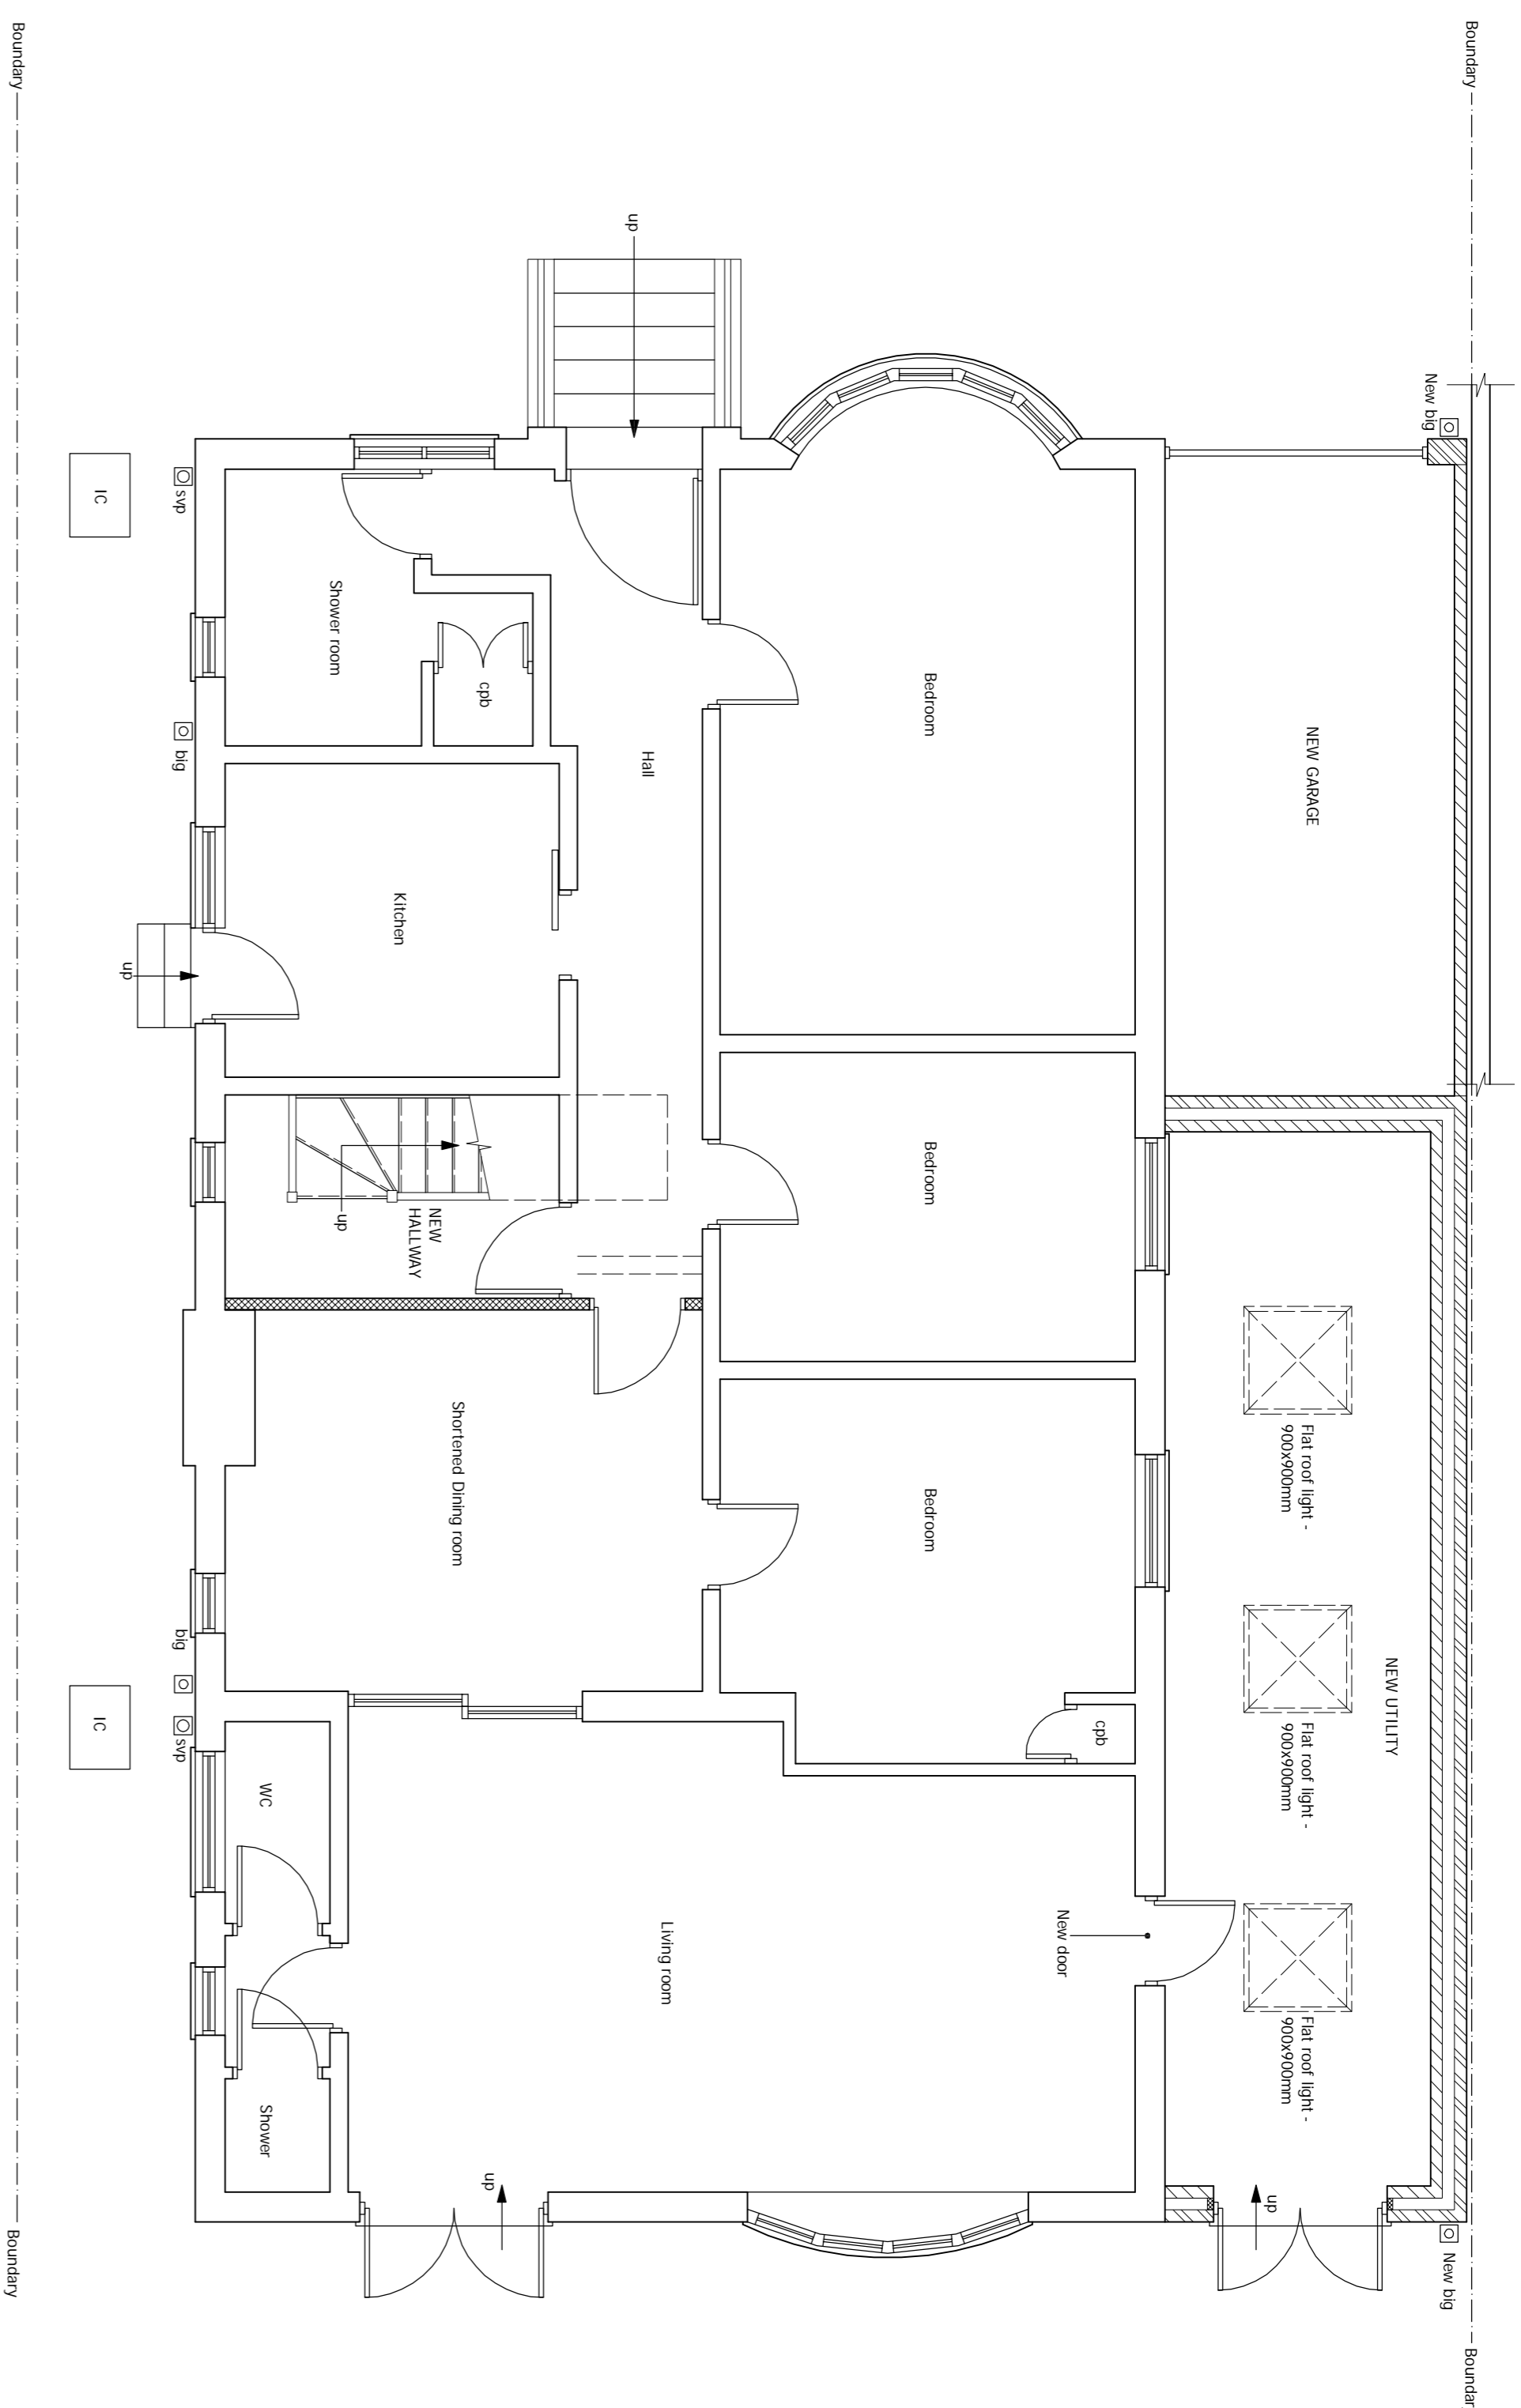 Boundary
Boundary
New big
up
NEW GARAGE
Bedroom
Hall
Shower room
cpb
svp
IC
big
Kitchen
up
Bedroom
NEW
HALLWAY
up
Flat roof light -
900x900mm
Shortened Dining room
Bedroom
NEW UTILITY
Flat roof light -
900x900mm
cpb
big
svp
IC
WC
Living room
New door
Flat roof light -
900x900mm
Shower
up
up
New big
Boundary
Boundar